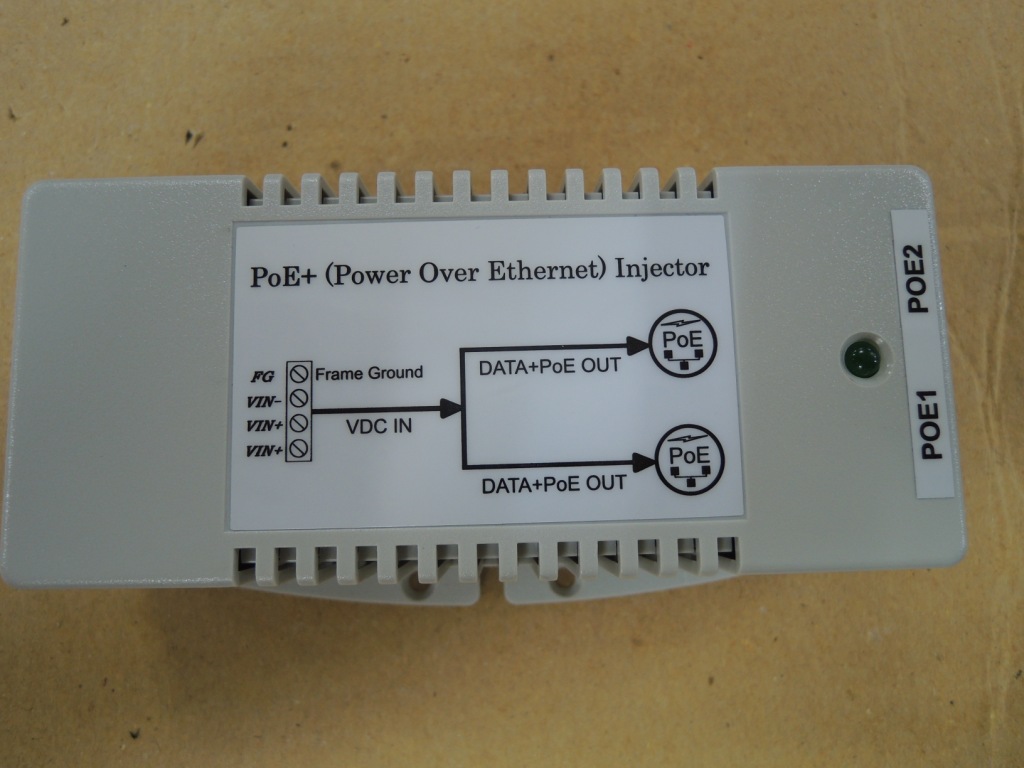 PoE+ (Power Over Ethernet) Injector
FG
Frame Ground
VIN-
VIN+
VIN+
VDC IN
DATA+PoE OUT
PoE
DATA+PoE OUT
PoE
POE1 POE2